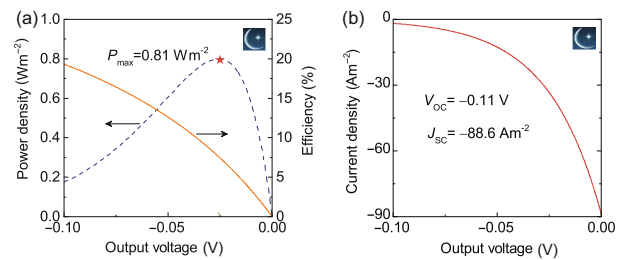 (a)
P_max=0.81 Wm⁻²
Power density (Wm⁻²)
1.0
0.8
0.6
0.4
0.2
0.0
Efficiency (%)
25
20
15
10
5
0
−0.10
−0.05
0.00
Output voltage (V)
(b)
V_OC= −0.11 V
J_SC= −88.6 Am⁻²
Current density (Am⁻²)
0
−30
−60
−90
−0.10
−0.05
0.00
Output voltage (V)